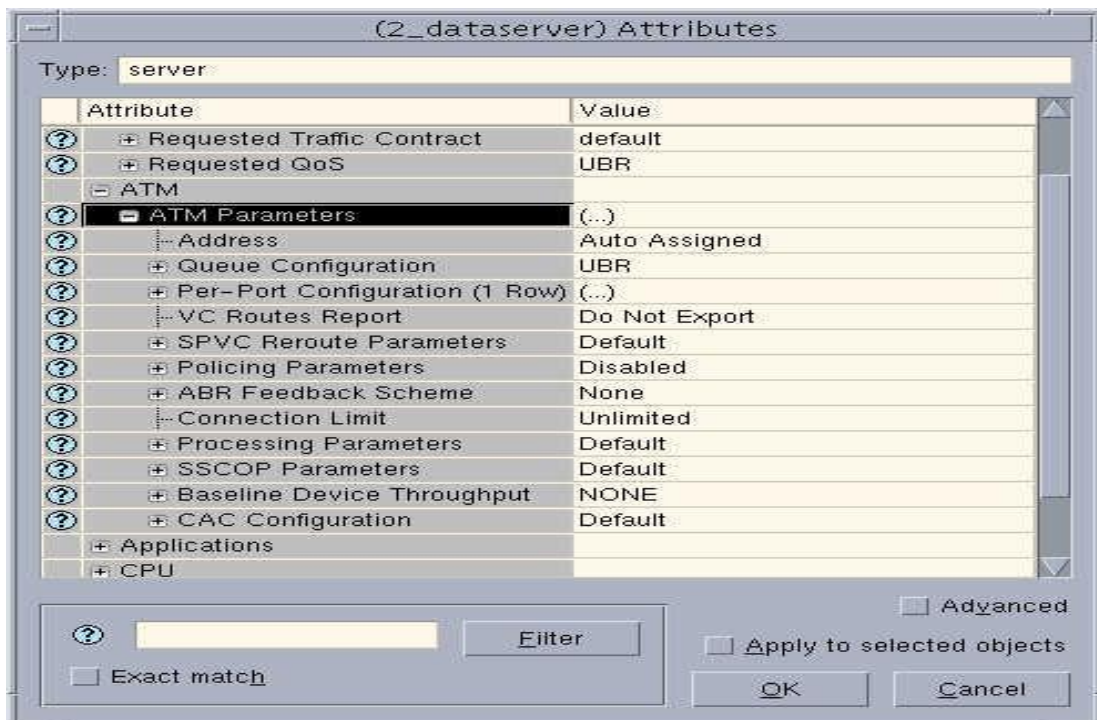 (2_dataserver) Attributes
Type: server
Attribute Value
Requested Traffic Contract default
Requested QoS UBR
ATM
ATM Parameters (...)
Address Auto Assigned
Queue Configuration UBR
Per-Port Configuration (1 Row) (...)
VC Routes Report Do Not Export
SPVC Reroute Parameters Default
Policing Parameters Disabled
ABR Feedback Scheme None
Connection Limit Unlimited
Processing Parameters Default
SSCOP Parameters Default
Baseline Device Throughput NONE
CAC Configuration Default
Applications
CPU
Advanced
Filter
Apply to selected objects
Exact match
OK Cancel